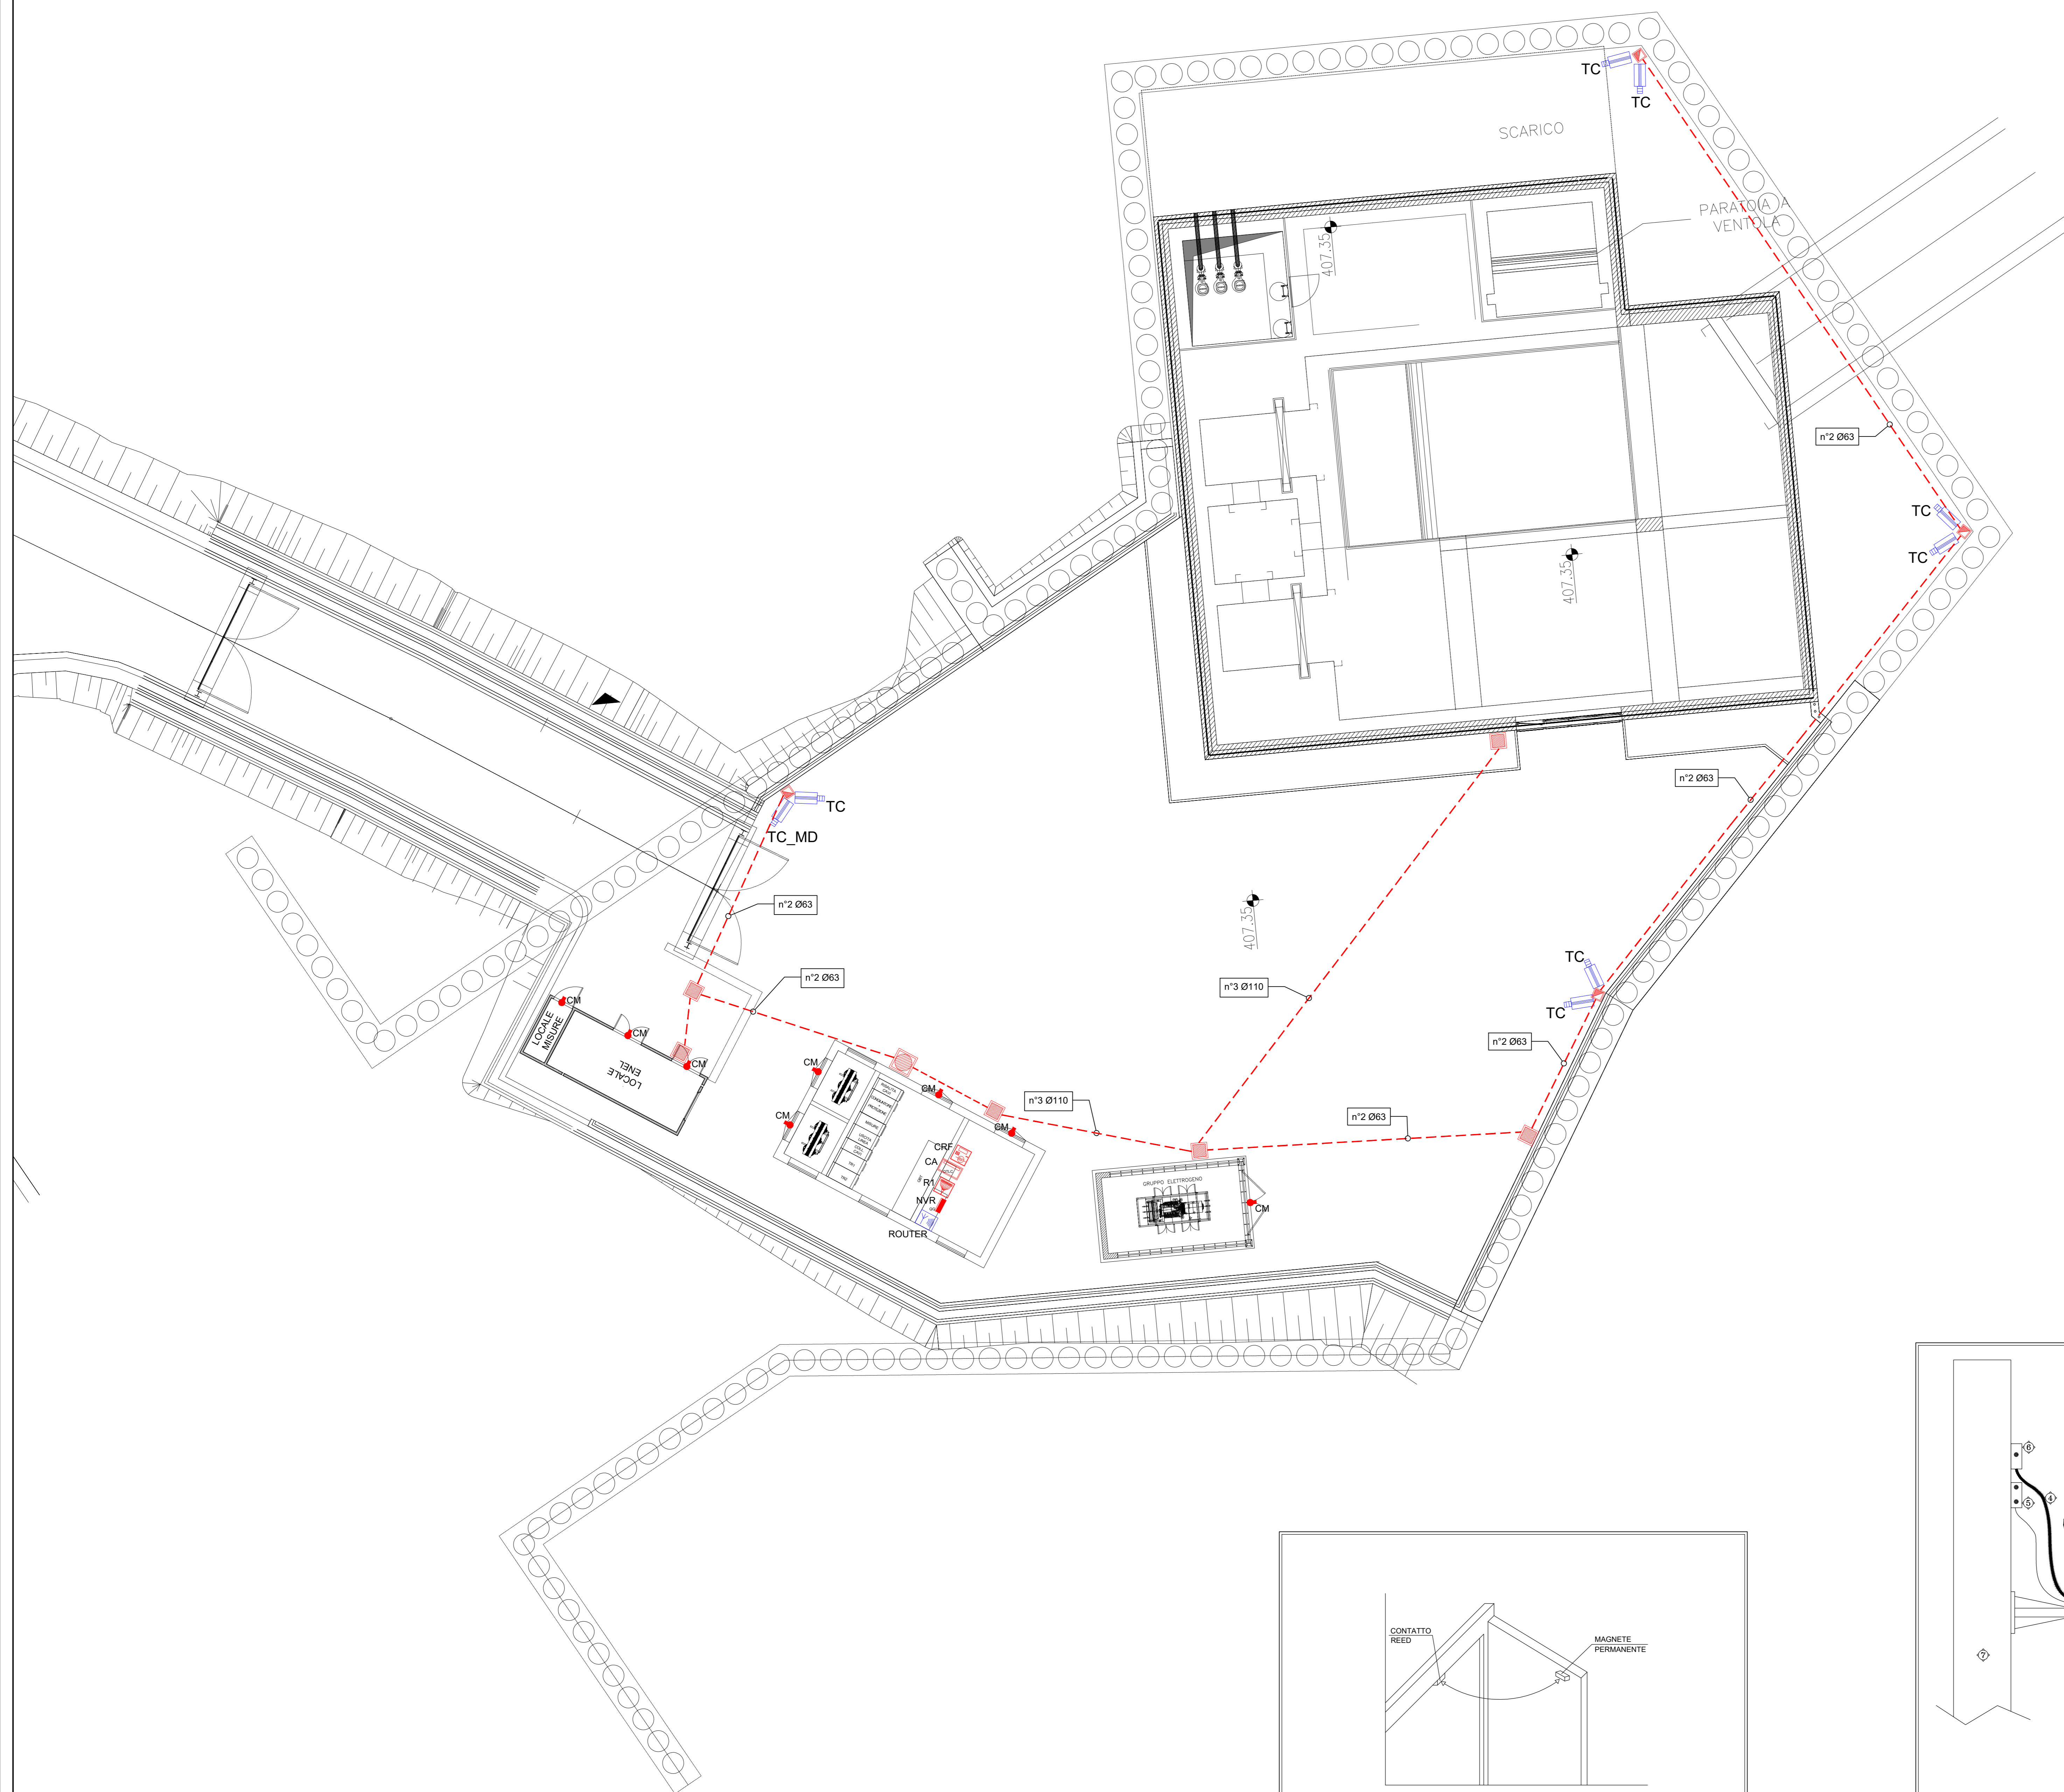 TC
TC
SCARICO
PARATOIA A
VENTOLA
407.35
n°2 Ø63
TC
TC
407.35
n°2 Ø63
TC
TC_MD
n°2 Ø63
407.35
n°2 Ø63
n°3 Ø110
TC
TC
CM
LOCALE
MISURE
CM
LOCALE
ENEL
CM
CM
CM
CM
CM
n°3 Ø110
n°2 Ø63
n°2 Ø63
MISURE
TR1
TR2
CRF
CA
R1
NVR
ROUTER
GRUPPO ELETTROGENO
CM
6
5
4
7
CONTATTO
REED
MAGNETE
PERMANENTE